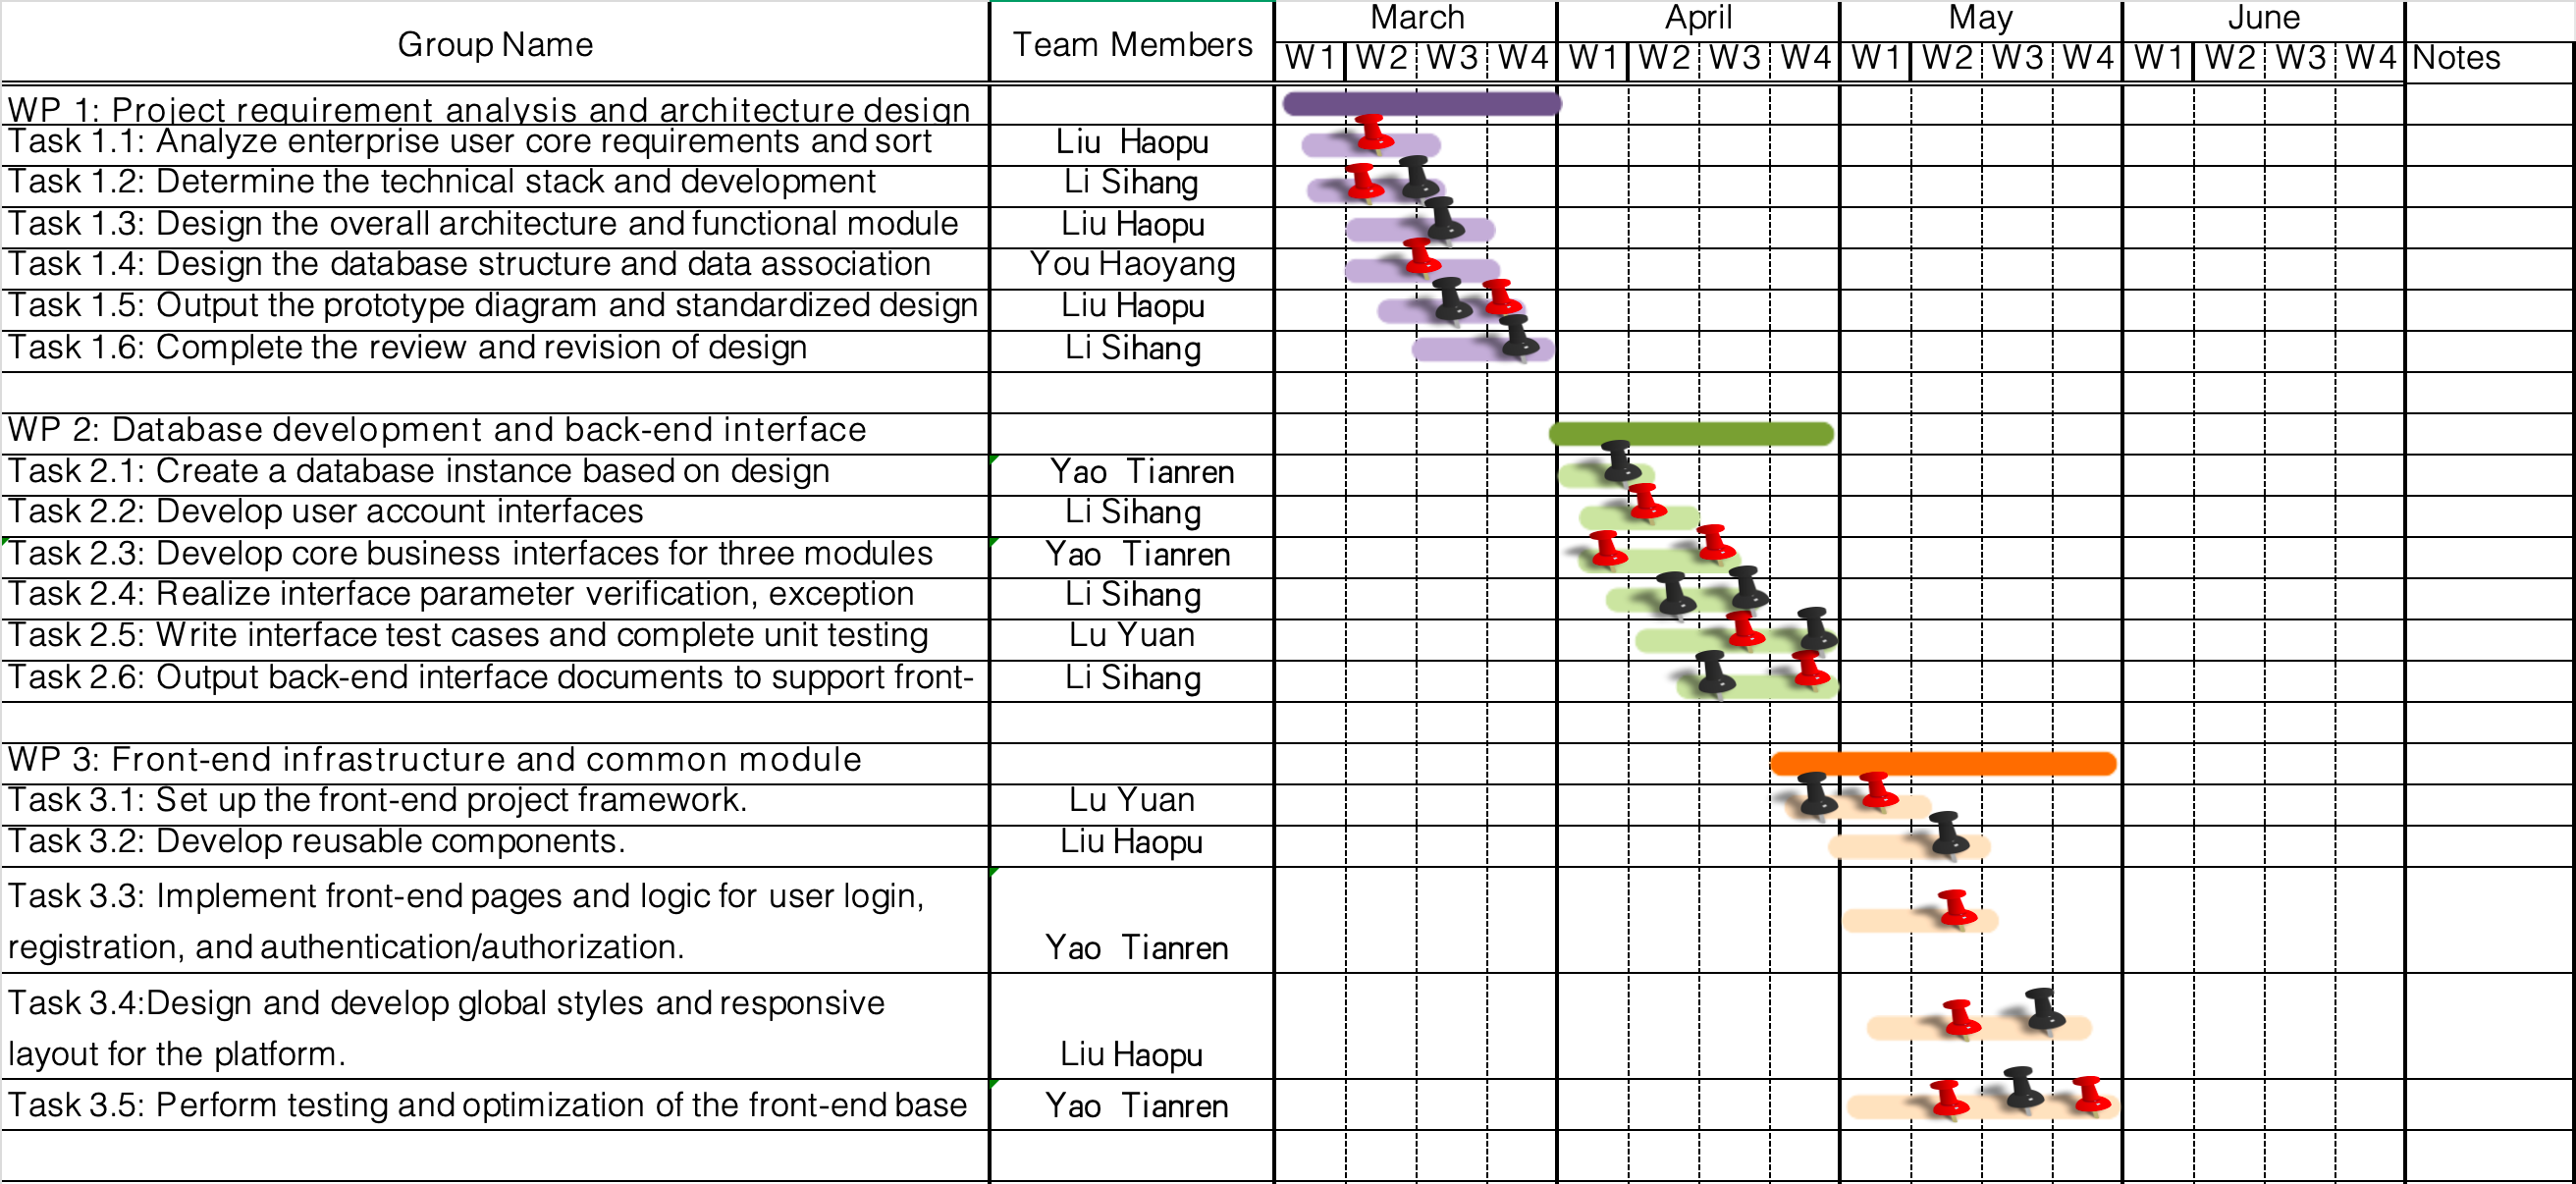 Group Name
Team Members
March
April
May
June
W1 W2 W3 W4 W1 W2 W3 W4 W1 W2 W3 W4 W1 W2 W3 W4 Notes
WP 1: Project requirement analysis and architecture design
Task 1.1: Analyze enterprise user core requirements and sort
Liu Haopu
Task 1.2: Determine the technical stack and development
Li Sihang
Task 1.3: Design the overall architecture and functional module
Liu Haopu
Task 1.4: Design the database structure and data association
You Haoyang
Task 1.5: Output the prototype diagram and standardized design
Liu Haopu
Task 1.6: Complete the review and revision of design
Li Sihang
WP 2: Database development and back-end interface
Task 2.1: Create a database instance based on design
Yao Tianren
Task 2.2: Develop user account interfaces
Li Sihang
Task 2.3: Develop core business interfaces for three modules
Yao Tianren
Task 2.4: Realize interface parameter verification, exception
Li Sihang
Task 2.5: Write interface test cases and complete unit testing
Lu Yuan
Task 2.6: Output back-end interface documents to support front-
Li Sihang
WP 3: Front-end infrastructure and common module
Task 3.1: Set up the front-end project framework.
Lu Yuan
Task 3.2: Develop reusable components.
Liu Haopu
Task 3.3: Implement front-end pages and logic for user login,
registration, and authentication/authorization.
Yao Tianren
Task 3.4:Design and develop global styles and responsive
layout for the platform.
Liu Haopu
Task 3.5: Perform testing and optimization of the front-end base
Yao Tianren